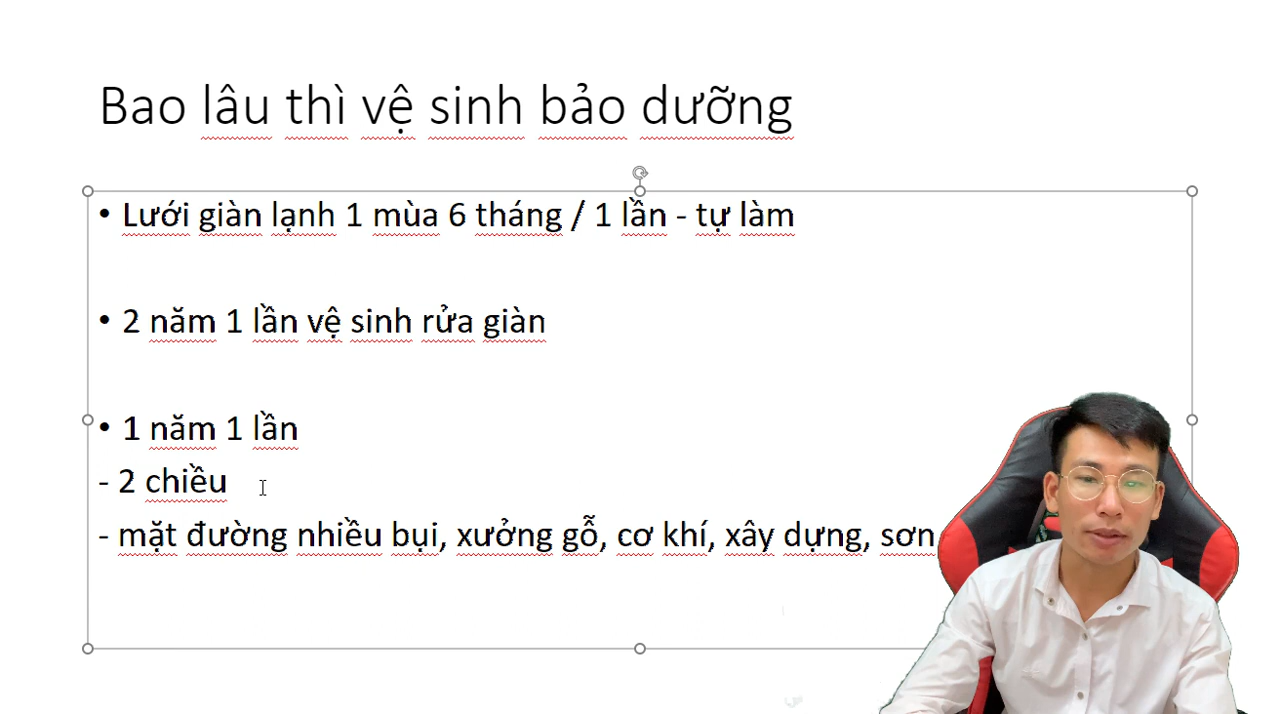 Bao lâu thì vệ sinh bảo dưỡng
• Lưới giàn lạnh 1 mùa 6 tháng / 1 lần - tự làm
• 2 năm 1 lần vệ sinh rửa giàn
• 1 năm 1 lần
- 2 chiều
- mặt đường nhiều bụi, xưởng gỗ, cơ khí, xây dựng, sơn